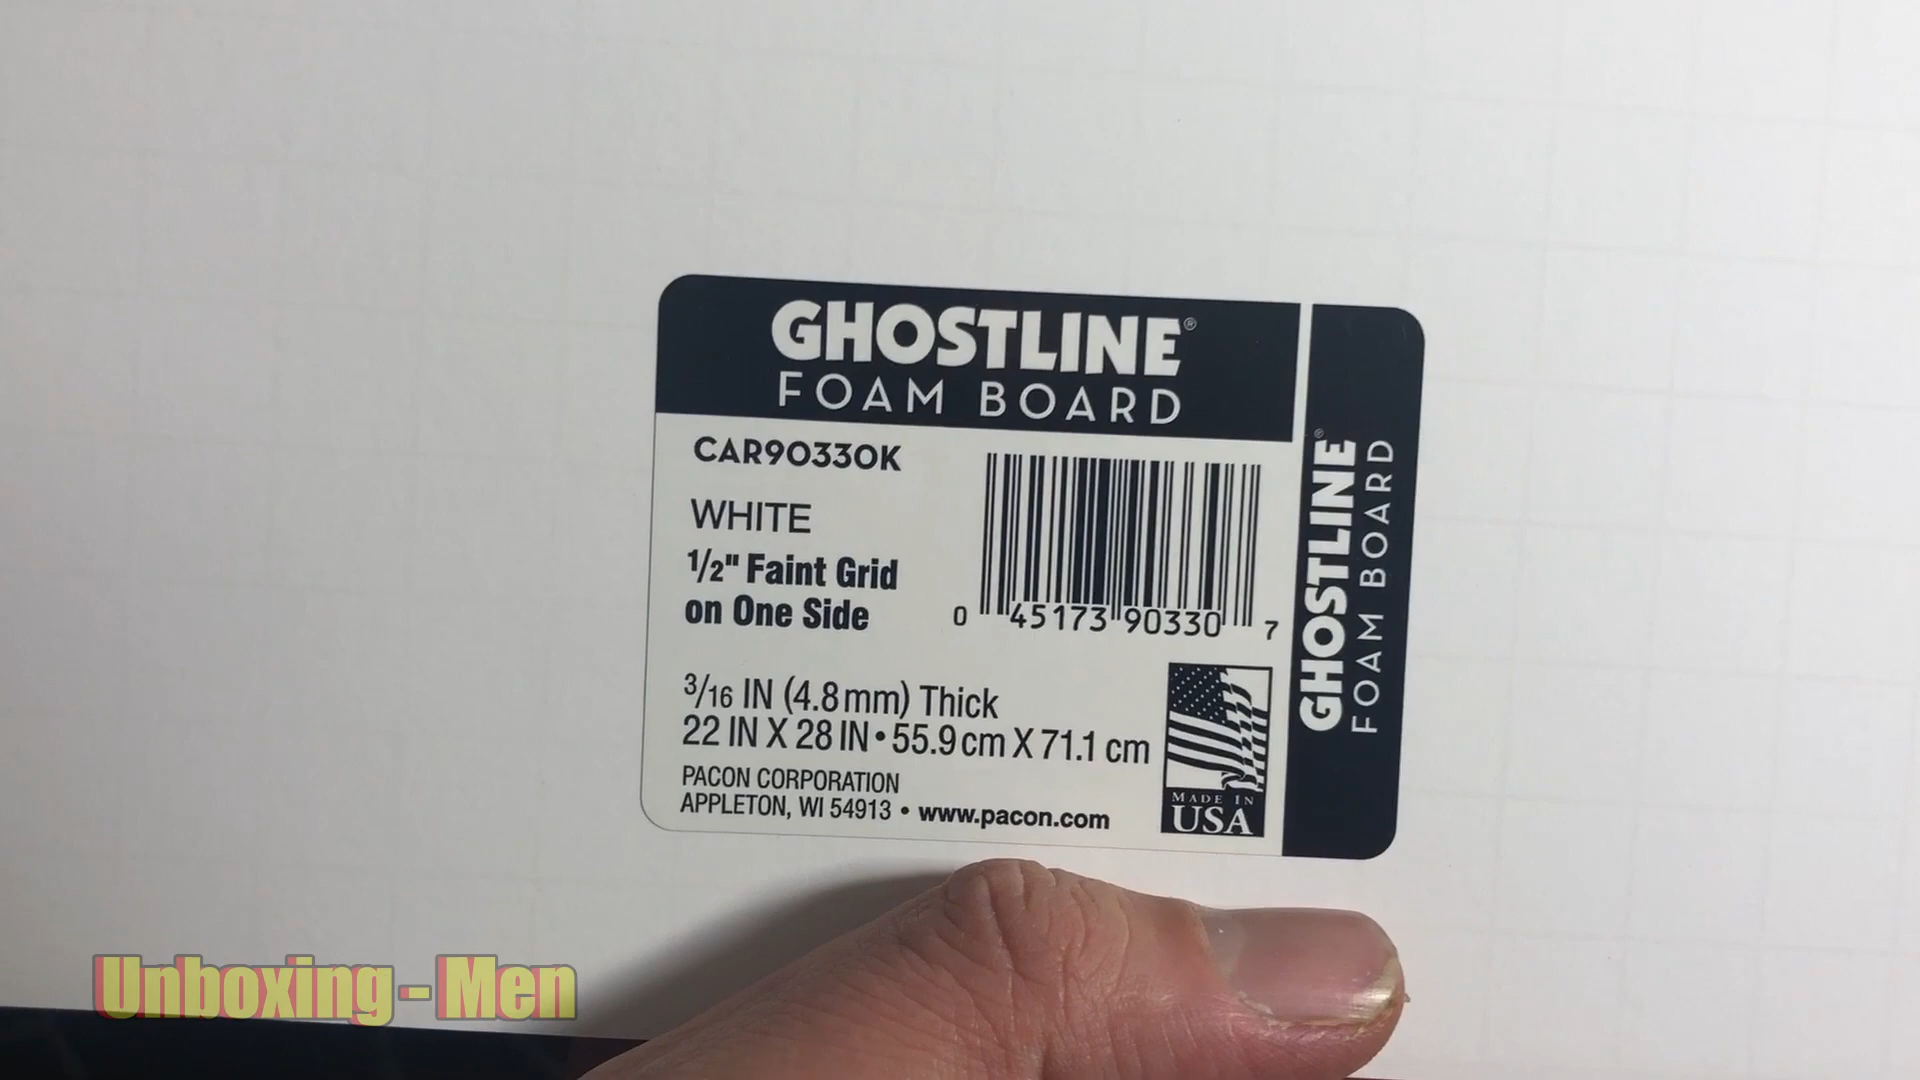 GHOSTLINE®
FOAM BOARD
CAR90330K
WHITE
1/2" Faint Grid
on One Side
0 45173 90330 7
3/16 IN (4.8mm) Thick
22 IN X 28 IN • 55.9 cm X 71.1 cm
PACON CORPORATION
APPLETON, WI 54913 • www.pacon.com
MADE IN
USA
GHOSTLINE®
FOAM BOARD
Unboxing - Men